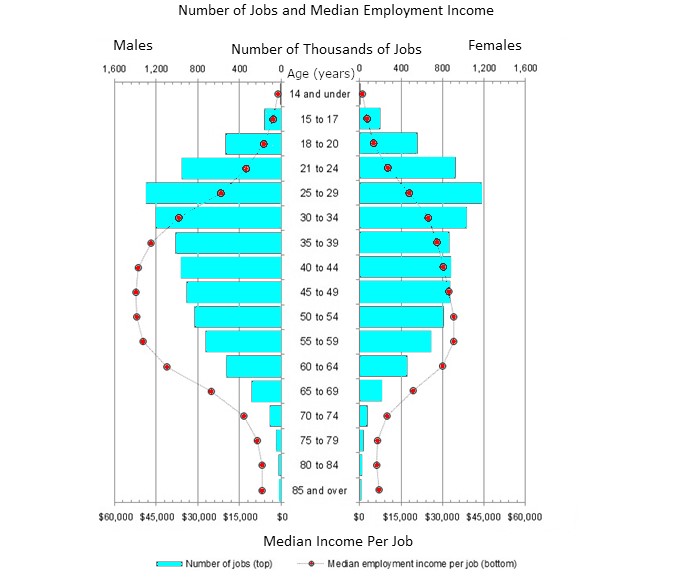 Number of Jobs and Median Employment Income
Males
Number of Thousands of Jobs
Females
1,600 1,200 800 400 0 Age (years) 0 400 800 1,200 1,600
14 and under
15 to 17
18 to 20
21 to 24
25 to 29
30 to 34
35 to 39
40 to 44
45 to 49
50 to 54
55 to 59
60 to 64
65 to 69
70 to 74
75 to 79
80 to 84
85 and over
$60,000 $45,000 $30,000 $15,000 $0 $0 $15,000 $30,000 $45,000 $60,000
Median Income Per Job
Number of jobs (top) Median employment income per job (bottom)